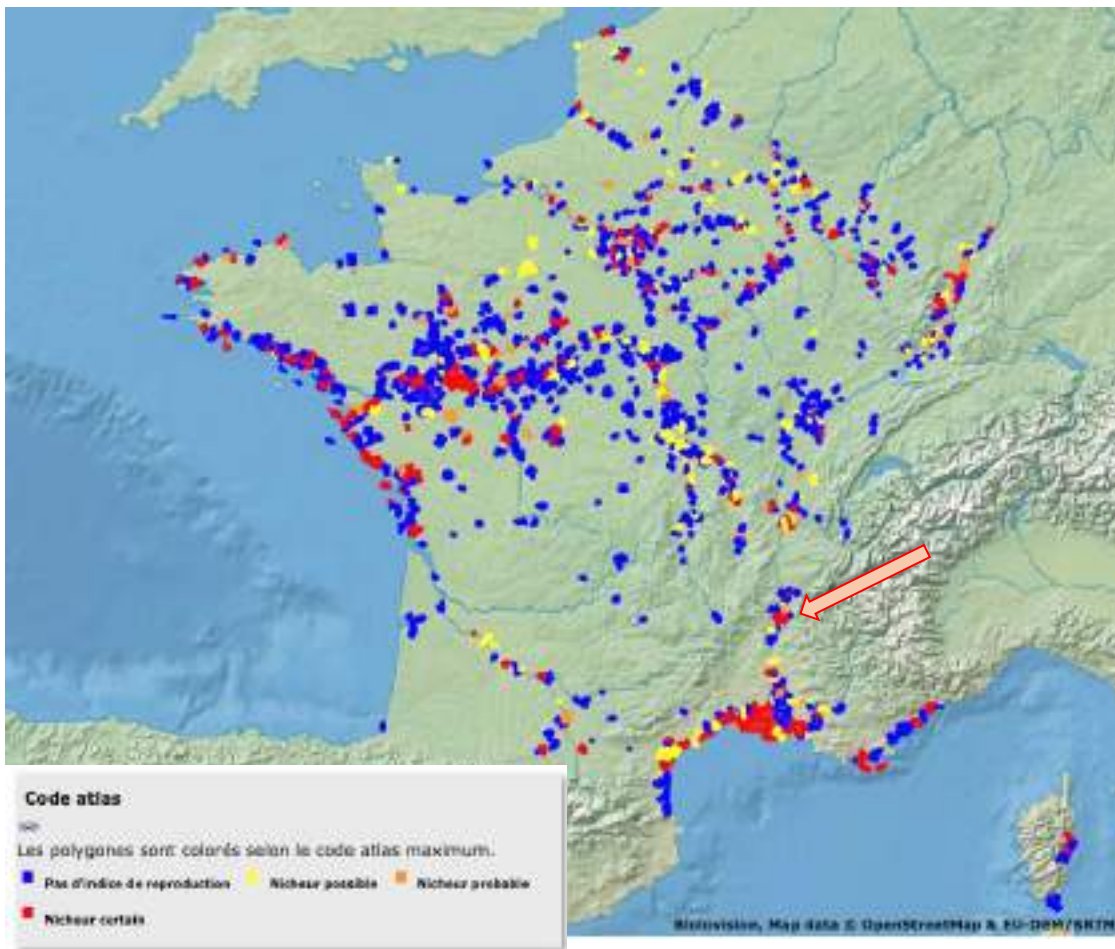 Code atlas
Les polygones sont colorés selon le code atlas maximum.
Pas d'indice de reproduction
Nicheur possible
Nicheur probable
Nicheur certain
Biolovision, Map data © OpenStreetMap & EU-DEM/SRTM